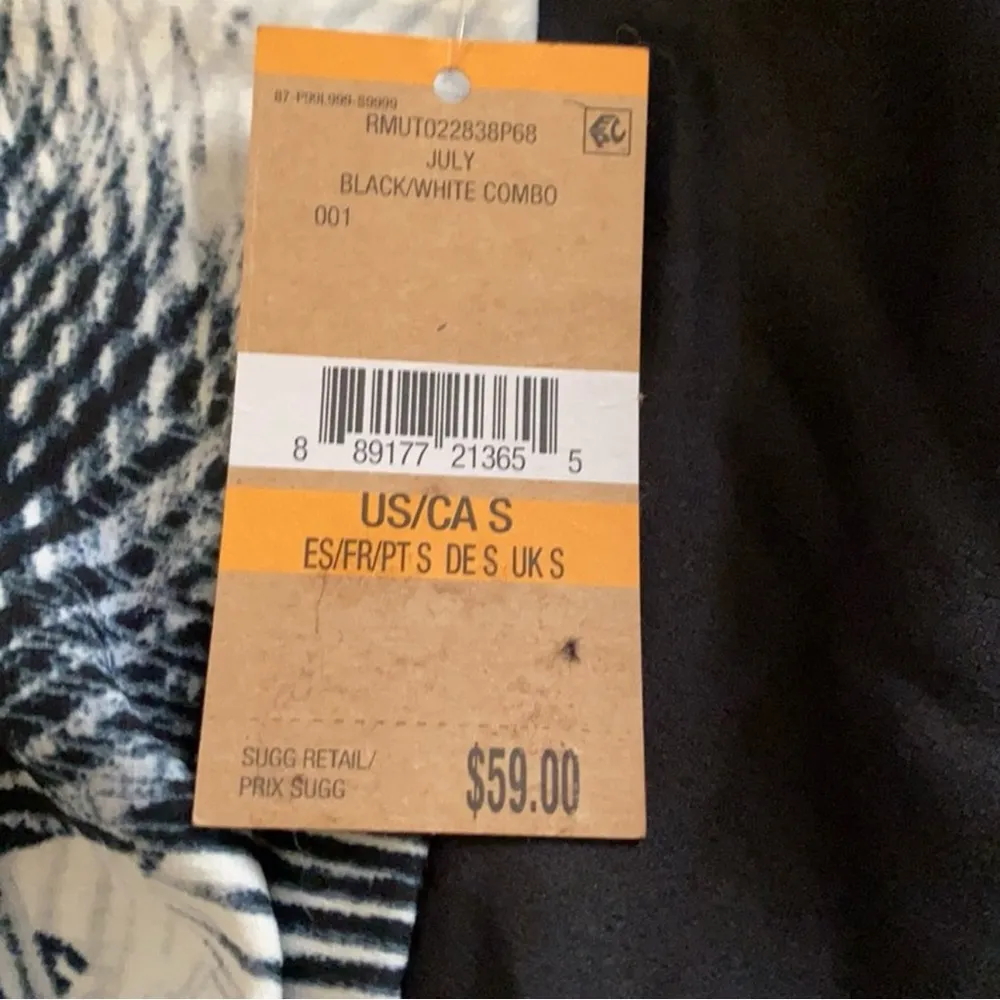 87-P99L999-S9999
RMUT022838P68
JULY
BLACK/WHITE COMBO
001
8 89177 21365 5
US/CA S
ES/FR/PT S DE S UK S
SUGG RETAIL/
PRIX SUGG
$59.00